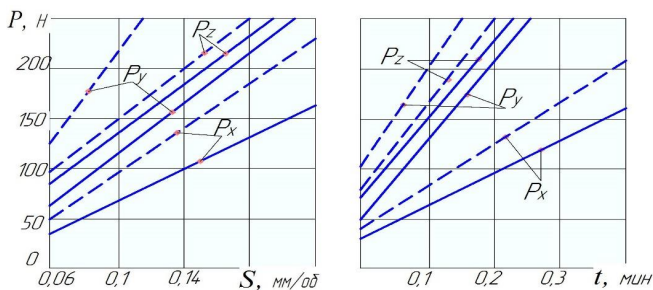 P, Н
200
150
100
50
0
0,06
0,1
0,14
S, мм/об
Pz
Py
Px
Pz
Py
Px
0,1
0,2
0,3
t, мин